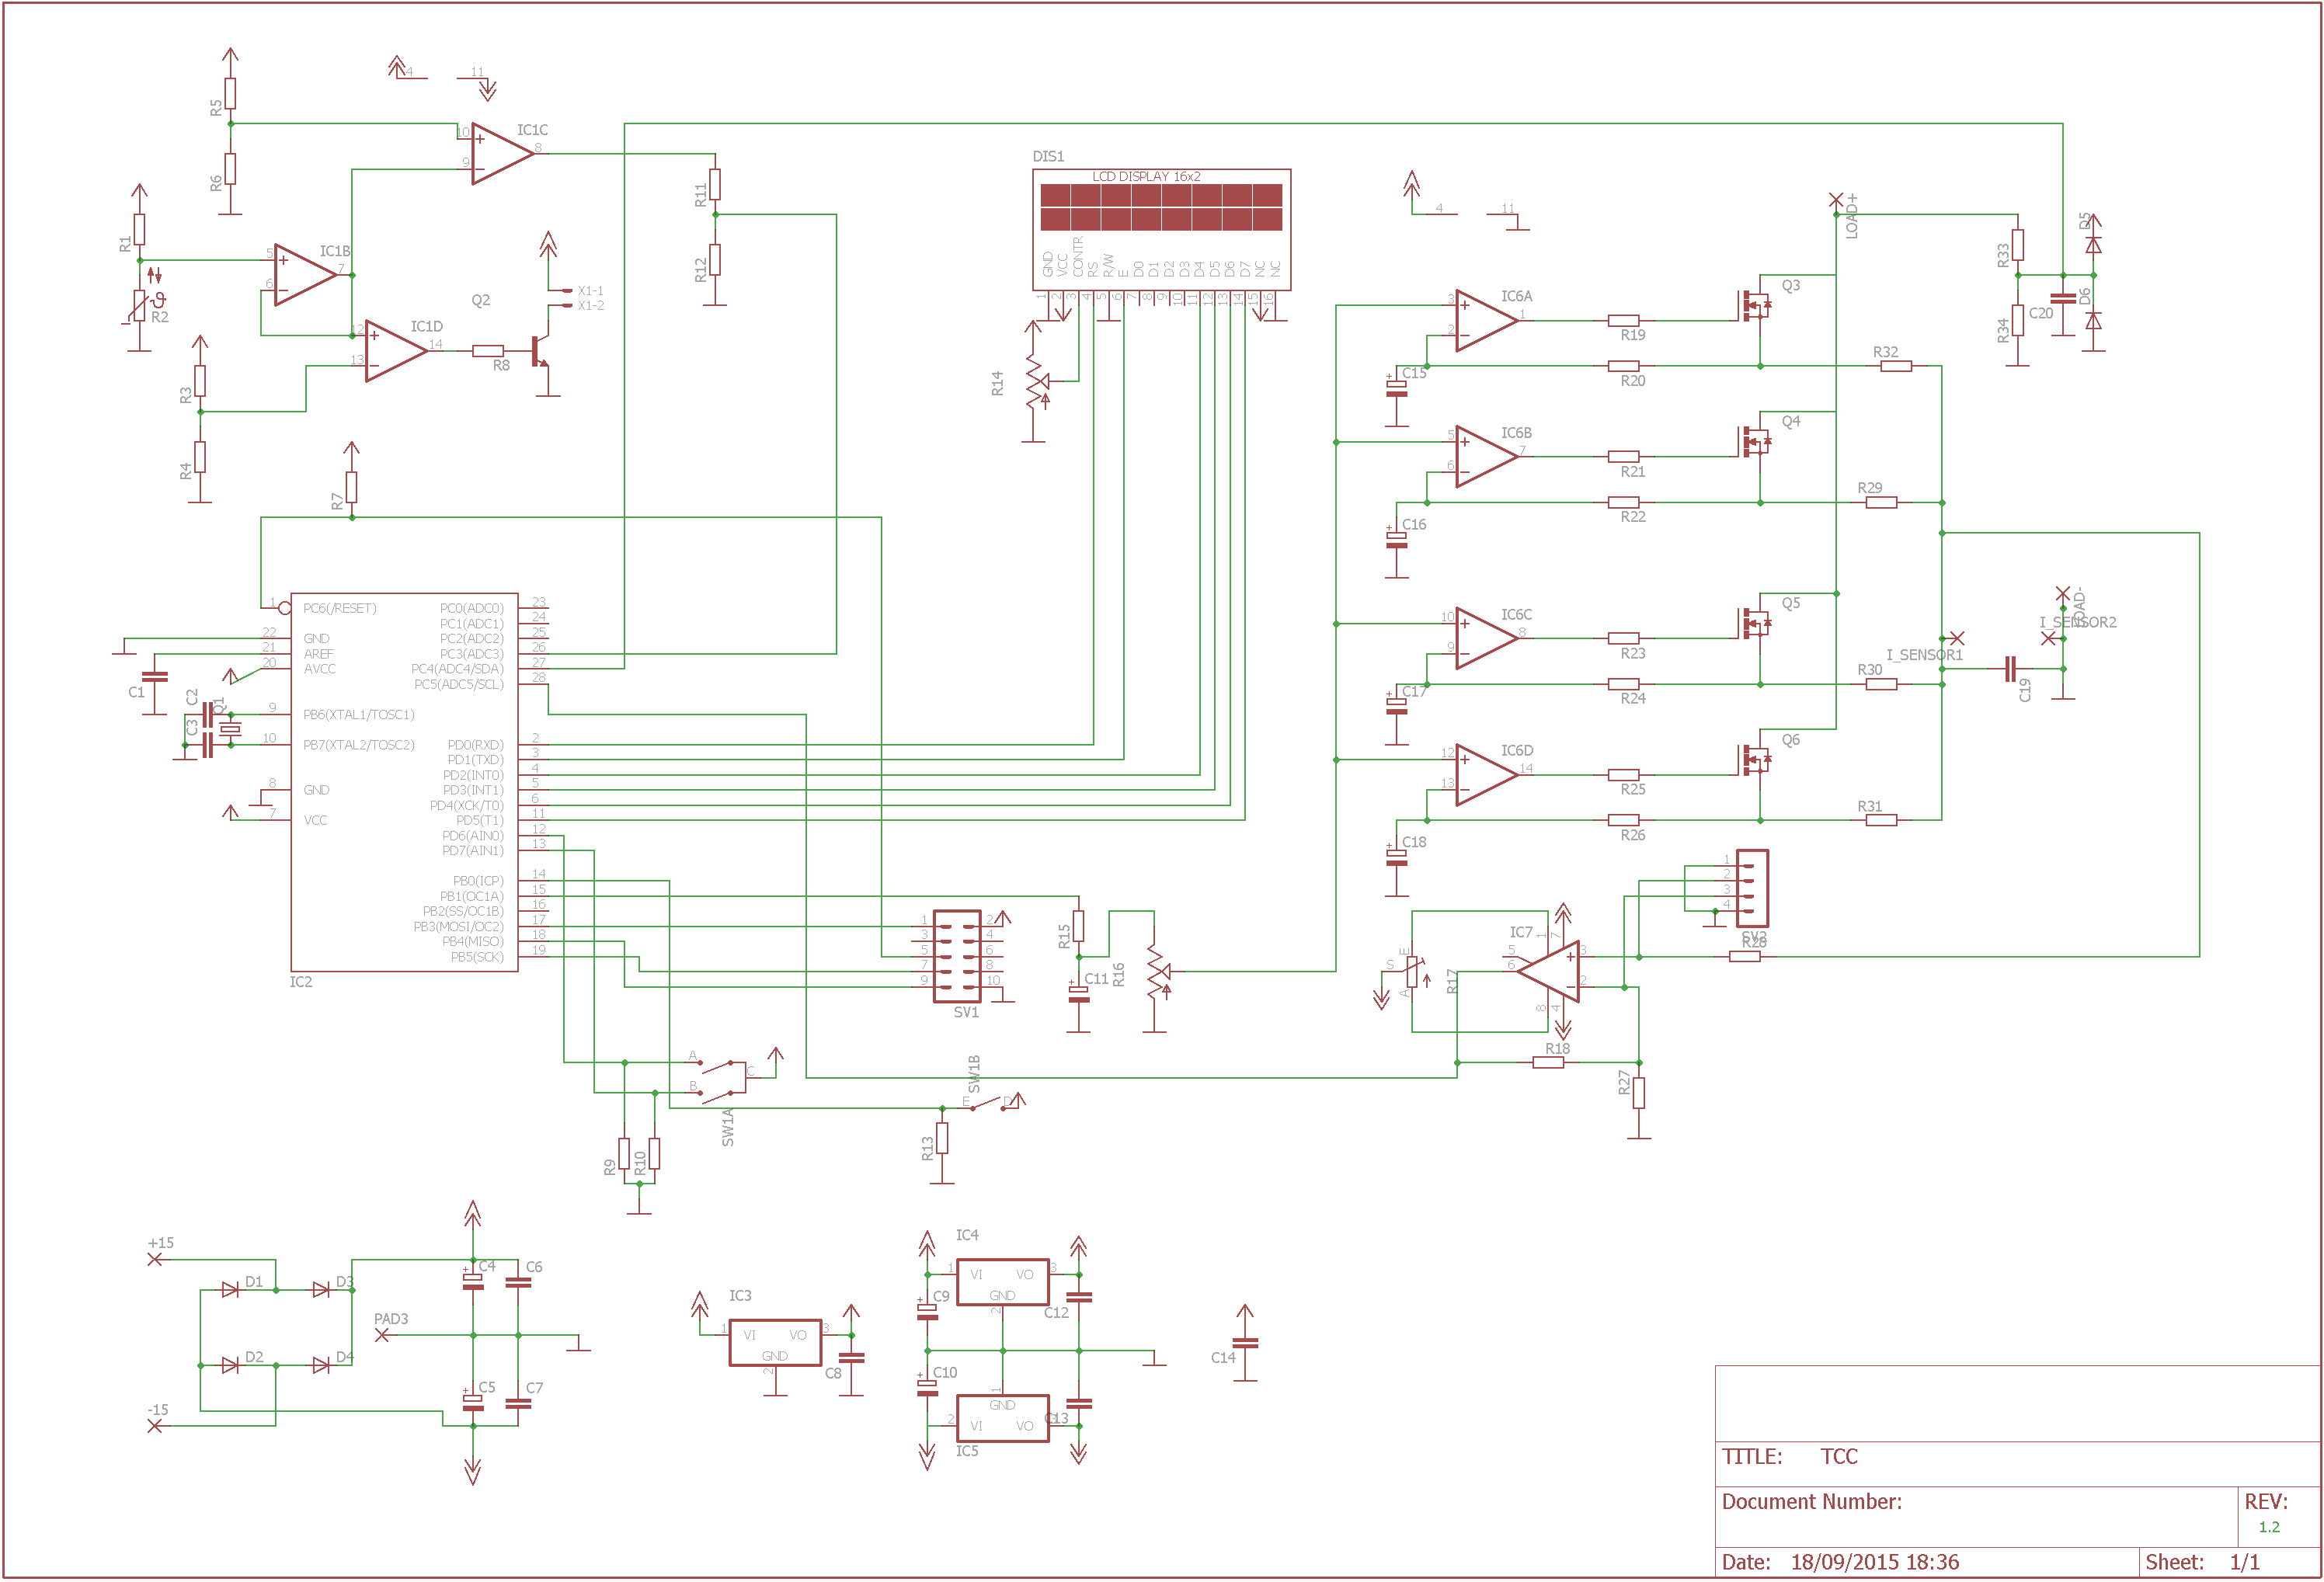 R5
R6
R1
ϑ
R2
R3
R4
R7
4
11
10
9
8
IC1C
5
6
7
IC1B
12
13
14
IC1D
R8
Q2
X1-1
X1-2
R11
R12
DIS1
LCD DISPLAY 16x2
GND
VCC
CONTR
RS
R/W
E
D0
D1
D2
D3
D4
D5
D6
D7
NC
NC
1
2
3
4
5
6
7
8
9
10
11
12
13
14
15
16
R14
4
11
LOAD+
R33
R34
C20
D5
D6
3
2
1
IC6A
R19
R20
Q3
R32
C15
5
6
7
IC6B
R21
R22
Q4
R29
C16
10
9
8
IC6C
R23
R24
Q5
R30
C17
12
13
14
IC6D
R25
R26
Q6
R31
C18
LOAD-
I_SENSOR2
I_SENSOR1
C19
1 PC6(/RESET)
22 GND
21 AREF
20 AVCC
9 PB6(XTAL1/TOSC1)
10 PB7(XTAL2/TOSC2)
8 GND
7 VCC
PC0(ADC0) 23
PC1(ADC1) 24
PC2(ADC2) 25
PC3(ADC3) 26
PC4(ADC4/SDA) 27
PC5(ADC5/SCL) 28
PD0(RXD) 2
PD1(TXD) 3
PD2(INT0) 4
PD3(INT1) 5
PD4(XCK/T0) 6
PD5(T1) 11
PD6(AIN0) 12
PD7(AIN1) 13
PB0(ICP) 14
PB1(OC1A) 15
PB2(SS/OC1B) 16
PB3(MOSI/OC2) 17
PB4(MISO) 18
PB5(SCK) 19
IC2
C1
C2
C3
Q1
1
3
5
7
9
2
4
6
8
10
SV1
R15
C11
R16
S
E
A
R17
IC7
5
6
1
7
3
2
8
4
1
2
3
4
SV2
R28
R18
R27
A
B
C
SW1A
R9
R10
E
D
SW1B
R13
+15
D1
D3
PAD3
D2
D4
-15
C4
C6
C5
C7
IC3
1 VI
VO 3
GND
2
C8
IC4
1 VI
VO 3
GND
2
C9
C12
C10
C13
1
GND
2 VI
VO
IC5
C14
TITLE: TCC
Document Number:
REV:
1.2
Date: 18/09/2015 18:36
Sheet: 1/1